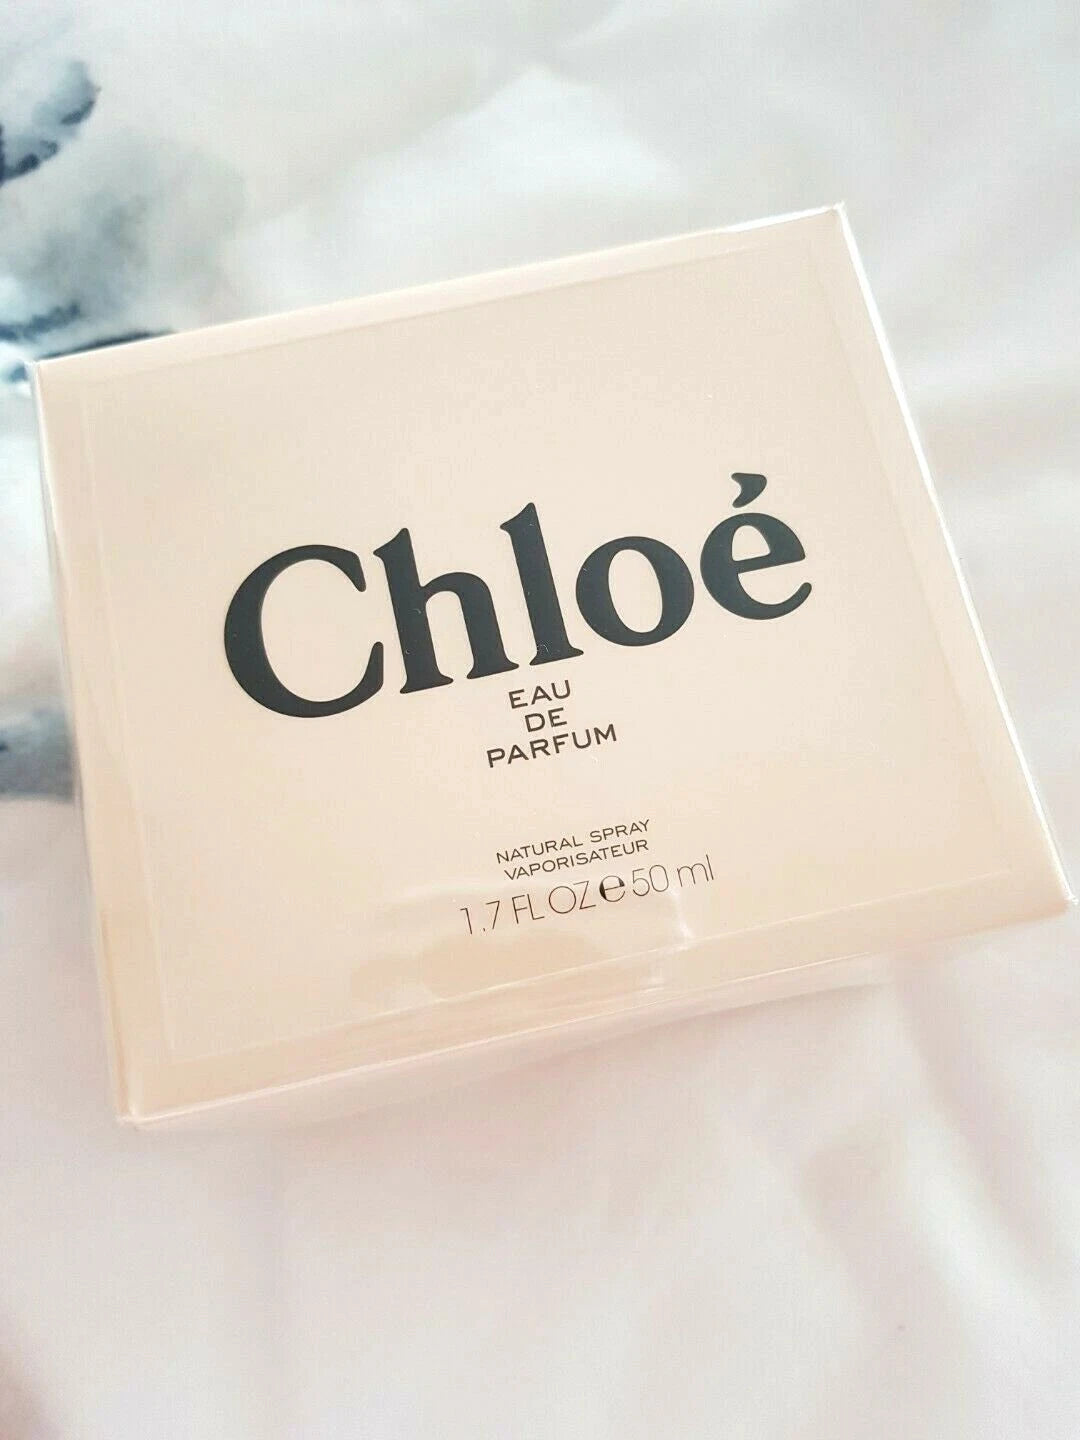 Chloé
EAU
DE
PARFUM
NATURAL SPRAY
VAPORISATEUR
1.7 FL OZ e 50 ml